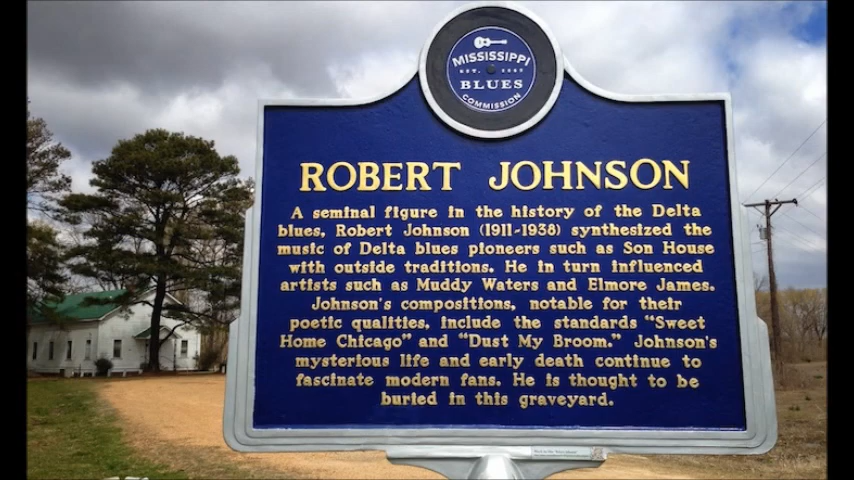 MISSISSIPPI
BLUES
COMMISSION
ROBERT JOHNSON
A seminal figure in the history of the Delta
blues, Robert Johnson (1911-1938) synthesized the
music of Delta blues pioneers such as Son House
with outside traditions. He in turn influenced
artists such as Muddy Waters and Elmore James.
Johnson's compositions, notable for their
poetic qualities, include the standards "Sweet
Home Chicago" and "Dust My Broom." Johnson's
mysterious life and early death continue to
fascinate modern fans. He is thought to be
buried in this graveyard.